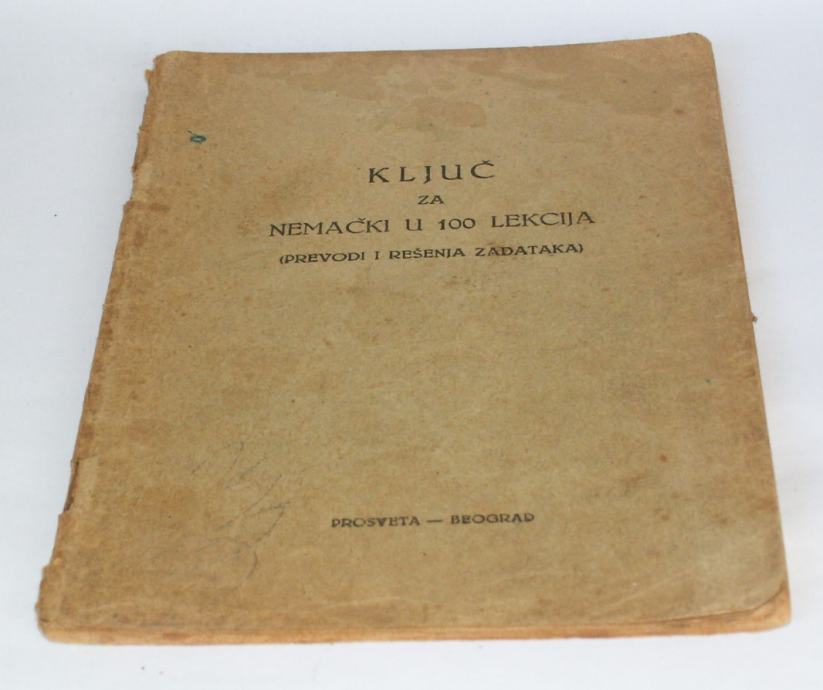 KLJUČ
ZA
NEMAČKI U 100 LEKCIJA
(PREVODI I REŠENJA ZADATAKA)
PROSVETA — BEOGRAD